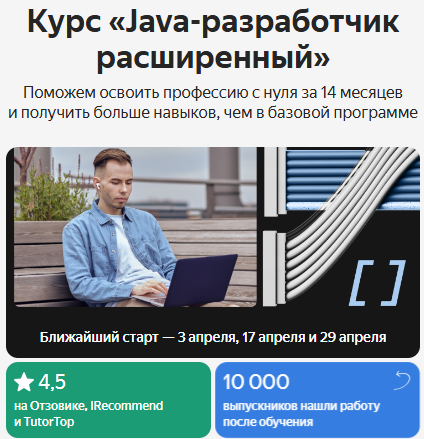 Курс «Java-разработчик
расширенный»
Поможем освоить профессию с нуля за 14 месяцев
и получить больше навыков, чем в базовой программе
[ ]
Ближайший старт — 3 апреля, 17 апреля и 29 апреля
4,5
на Отзовике, IRecommend
и TutorTop
10 000
выпускников нашли работу
после обучения